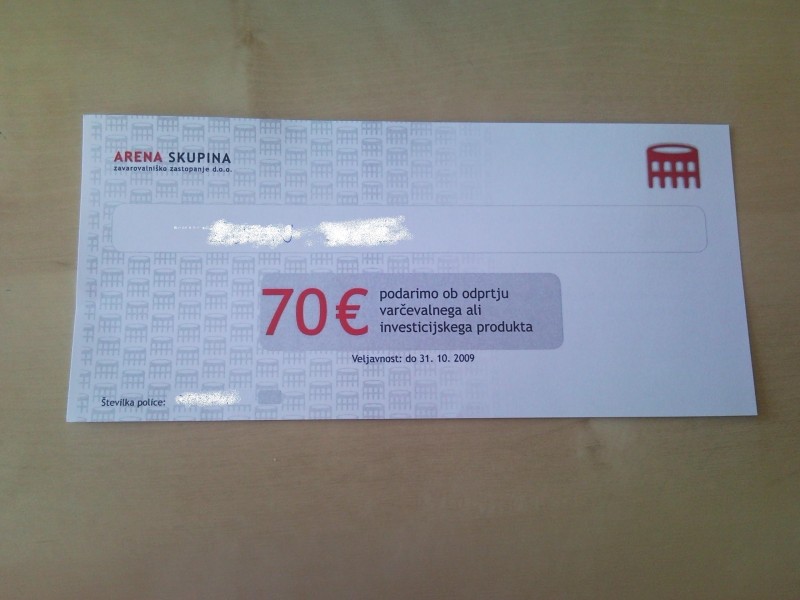 ARENA SKUPINA
zavarovalniško zastopanje d.o.o.
70 €
podarimo ob odprtju
varčevalnega ali
investicijskega produkta
Veljavnost: do 31. 10. 2009
Številka police: